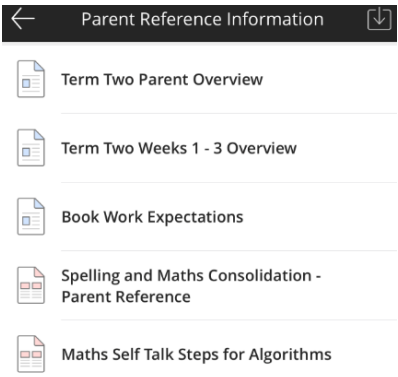 Parent Reference Information
Term Two Parent Overview
Term Two Weeks 1 - 3 Overview
Book Work Expectations
Spelling and Maths Consolidation -
Parent Reference
Maths Self Talk Steps for Algorithms